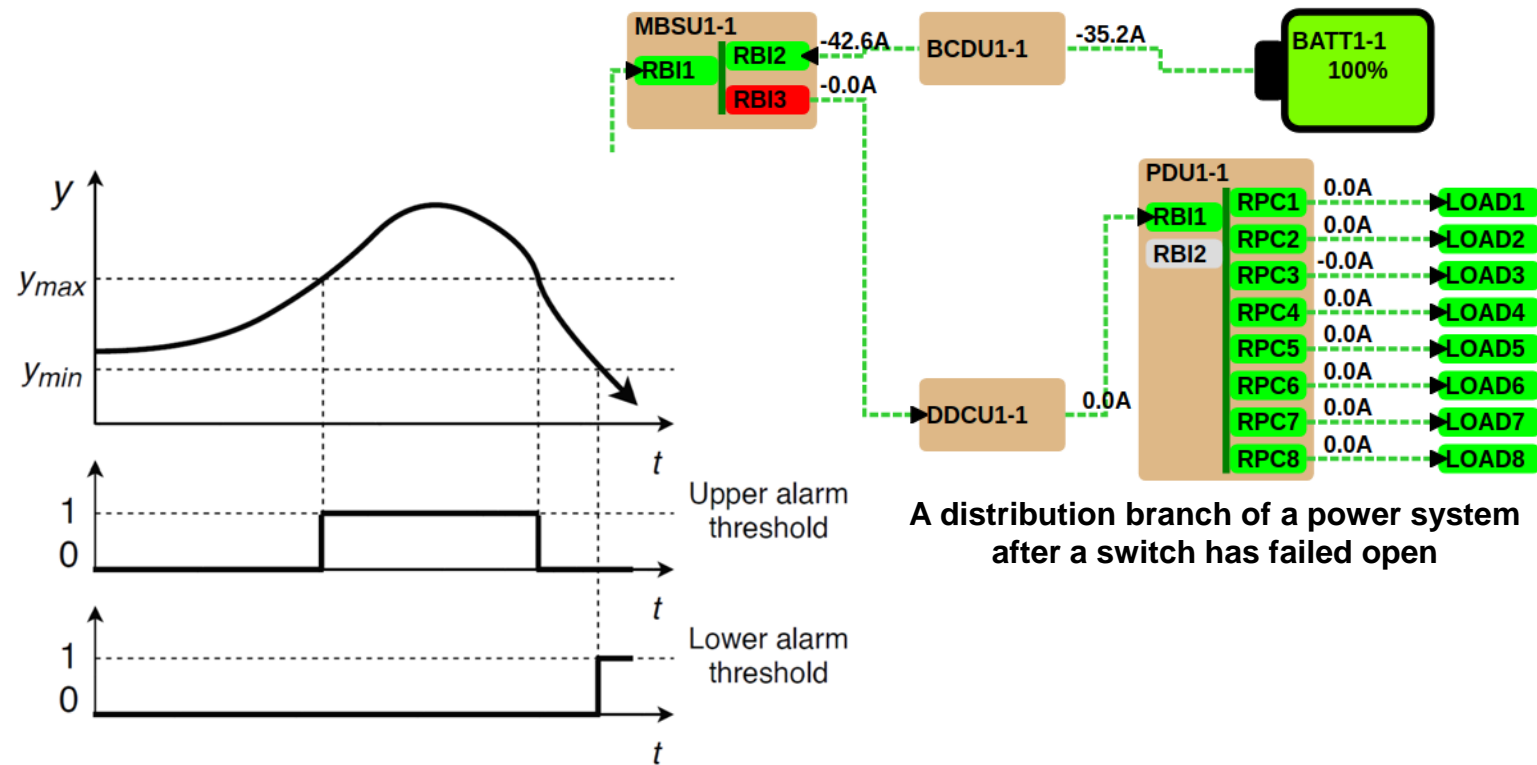 MBSU1-1
RBI1
RBI2
RBI3
-42.6A
-0.0A
BCDU1-1
-35.2A
BATT1-1
100%
y
ymax
ymin
t
1
0
Upper alarm
threshold
t
1
0
Lower alarm
threshold
t
DDCU1-1
0.0A
PDU1-1
RBI1
RBI2
RPC1 0.0A LOAD1
RPC2 0.0A LOAD2
RPC3 -0.0A LOAD3
RPC4 0.0A LOAD4
RPC5 0.0A LOAD5
RPC6 0.0A LOAD6
RPC7 0.0A LOAD7
RPC8 0.0A LOAD8
A distribution branch of a power system
after a switch has failed open